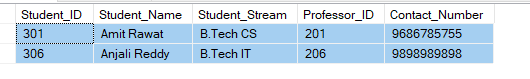 Student_ID Student_Name Student_Stream Professor_ID Contact_Number
301 Amit Rawat B.Tech CS 201 9686785755
306 Anjali Reddy B.Tech IT 206 9898989898